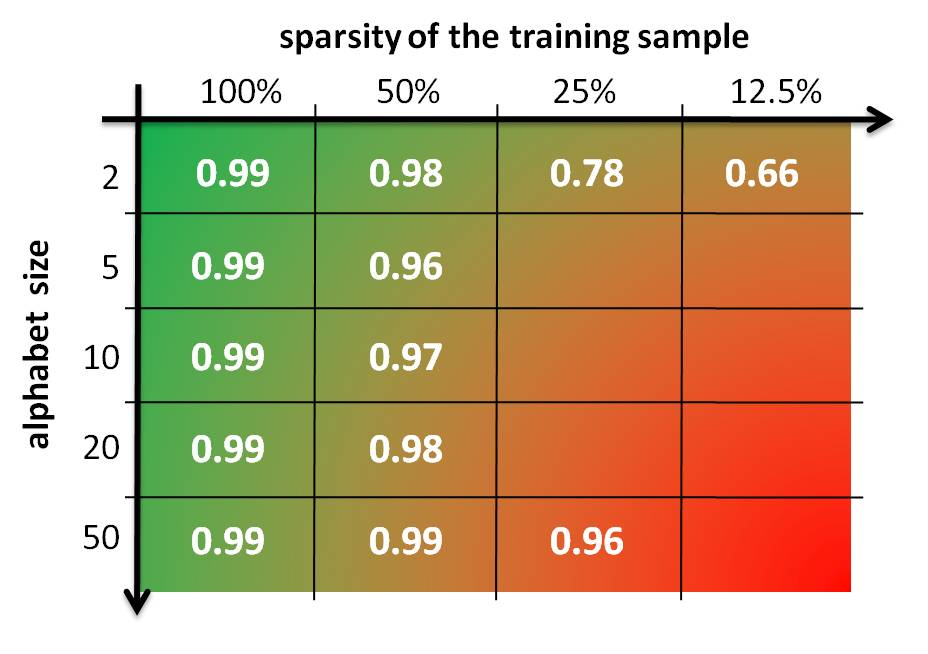 sparsity of the training sample
100% 50% 25% 12.5%
alphabet size
2 0.99 0.98 0.78 0.66
5 0.99 0.96
10 0.99 0.97
20 0.99 0.98
50 0.99 0.99 0.96